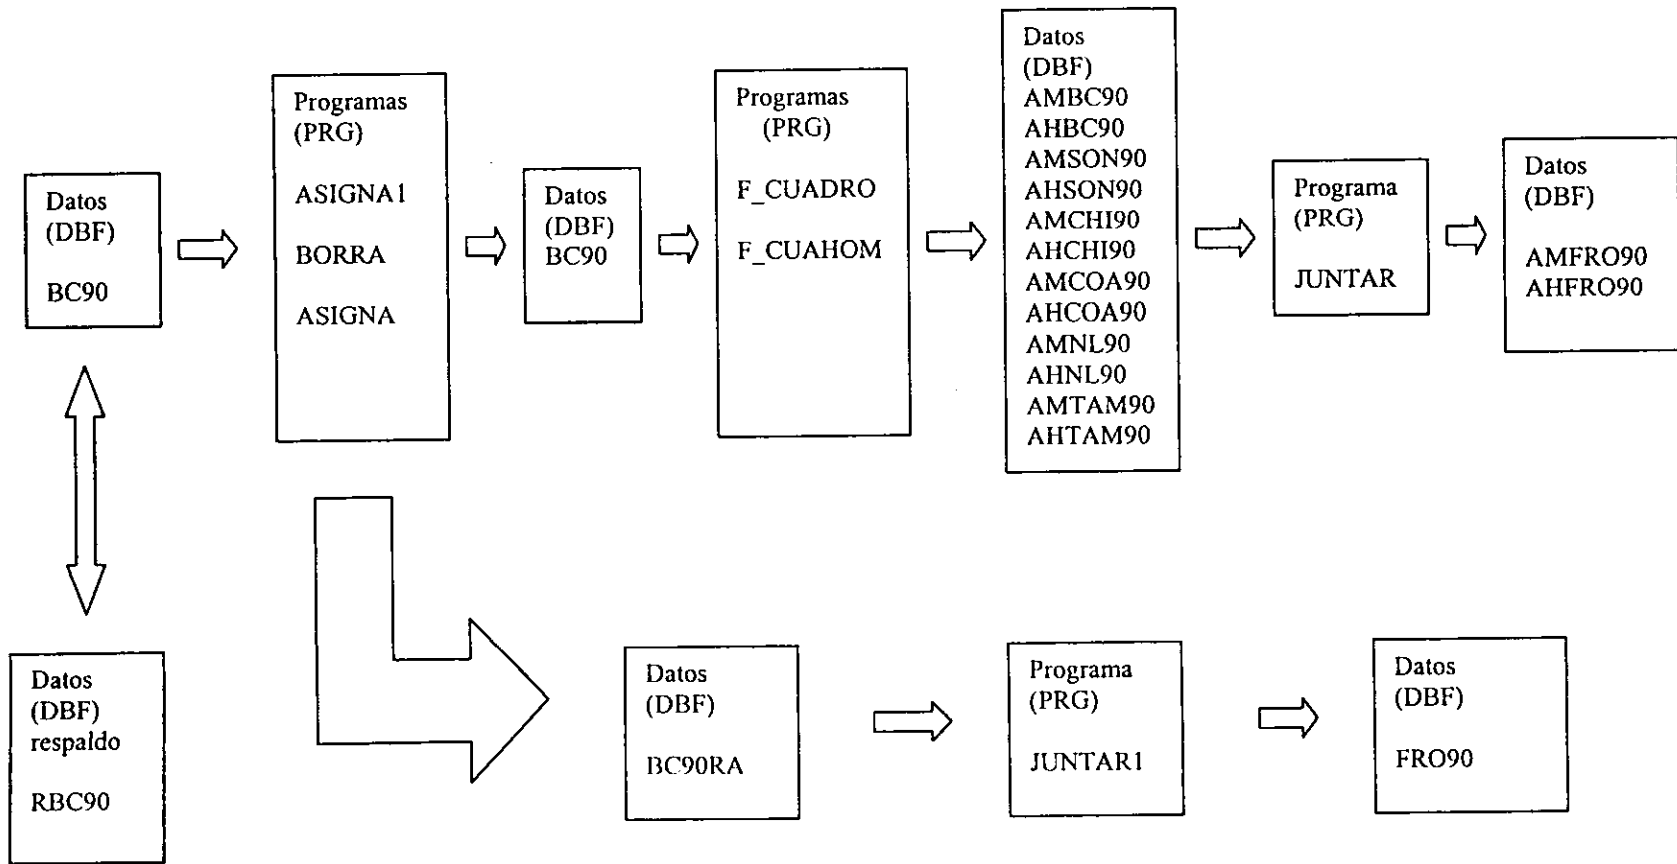 Datos
(DBF)
BC90
Programas
(PRG)
ASIGNA1
BORRA
ASIGNA
Datos
(DBF)
BC90
Programas
(PRG)
F_CUADRO
F_CUAHOM
Datos
(DBF)
AMBC90
AHBC90
AMSON90
AHSON90
AMCHI90
AHCHI90
AMCOA90
AHCOA90
AMNL90
AHNL90
AMTAM90
AHTAM90
Programa
(PRG)
JUNTAR
Datos
(DBF)
AMFRO90
AHFRO90
Datos
(DBF)
respaldo
RBC90
Datos
(DBF)
BC90RA
Programa
(PRG)
JUNTAR1
Datos
(DBF)
FRO90